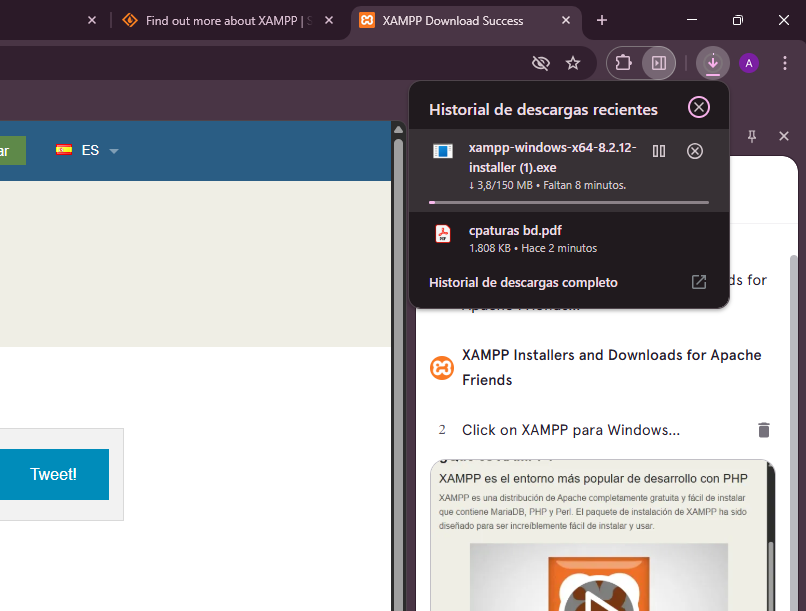 Find out more about XAMPP | S
XAMPP Download Success
A
ar
ES
Historial de descargas recientes
xampp-windows-x64-8.2.12-
installer (1).exe
↓ 3,8/150 MB • Faltan 8 minutos.
cpaturas bd.pdf
1.808 KB • Hace 2 minutos
Historial de descargas completo
ds for
XAMPP Installers and Downloads for Apache
Friends
2 Click on XAMPP para Windows...
Tweet!
XAMPP es el entorno más popular de desarrollo con PHP
XAMPP es una distribución de Apache completamente gratuita y fácil de instalar
que contiene MariaDB, PHP y Perl. El paquete de instalación de XAMPP ha sido
diseñado para ser increíblemente fácil de instalar y usar.